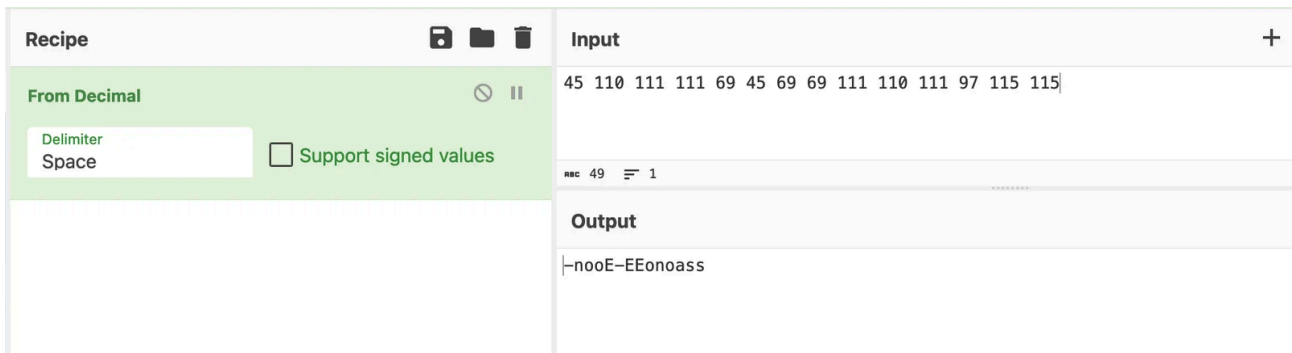 Recipe
From Decimal
Delimiter
Space
Support signed values
Input
45 110 111 111 69 45 69 69 111 110 111 97 115 115
ABC 49 1
Output
-nooE-EEonoass